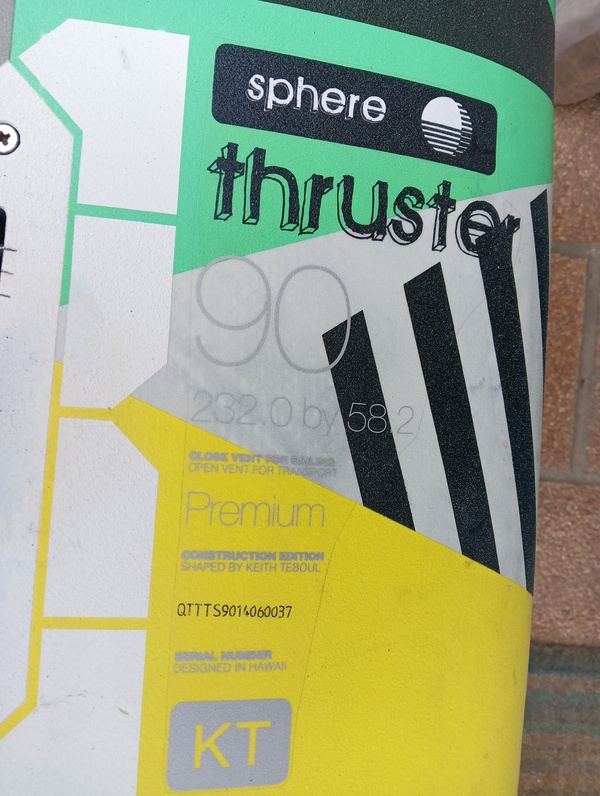 sphere
thruster
90
232.0 by 58.2/
CLOSE VENT FOR SAILING
OPEN VENT FOR TRANSPORT
Premium
CONSTRUCTION EDITION
SHAPED BY KEITH TEBOUL
QTTTS9014060037
SERIAL NUMBER
DESIGNED IN HAWAII
KT